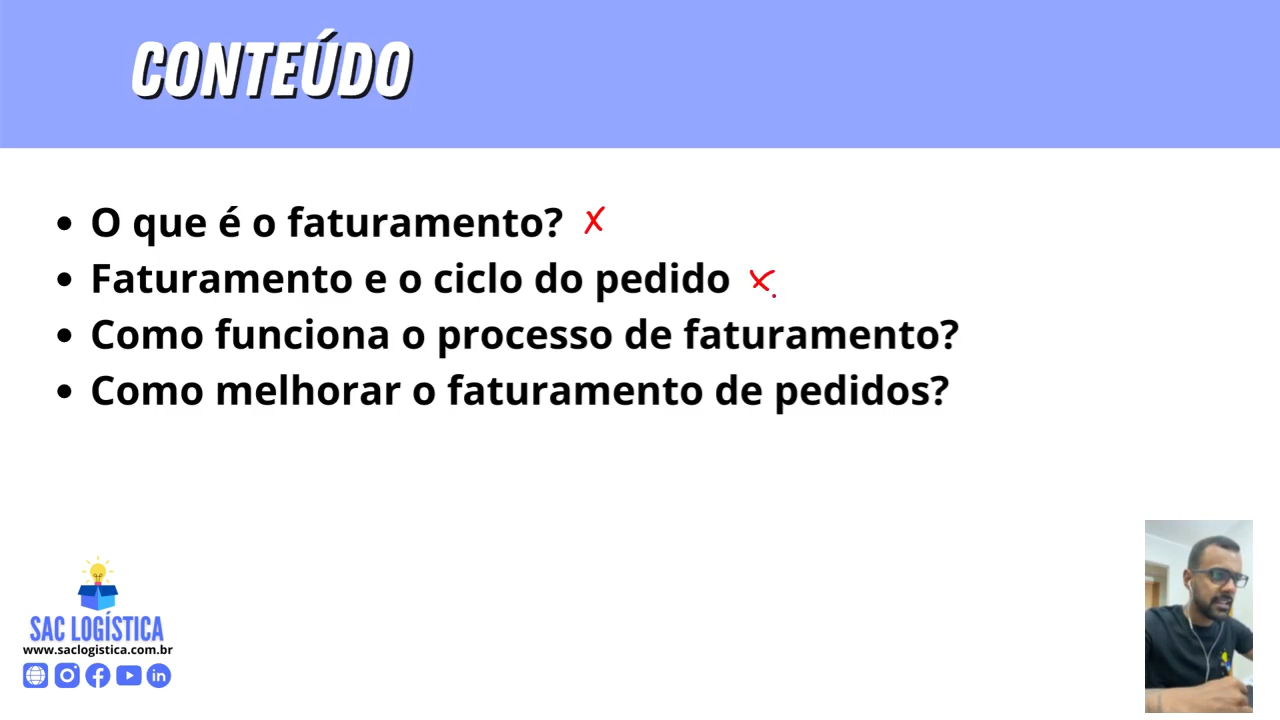 CONTEÚDO
• O que é o faturamento? X
• Faturamento e o ciclo do pedido X
• Como funciona o processo de faturamento?
• Como melhorar o faturamento de pedidos?
SAC LOGÍSTICA
www.saclogistica.com.br
in